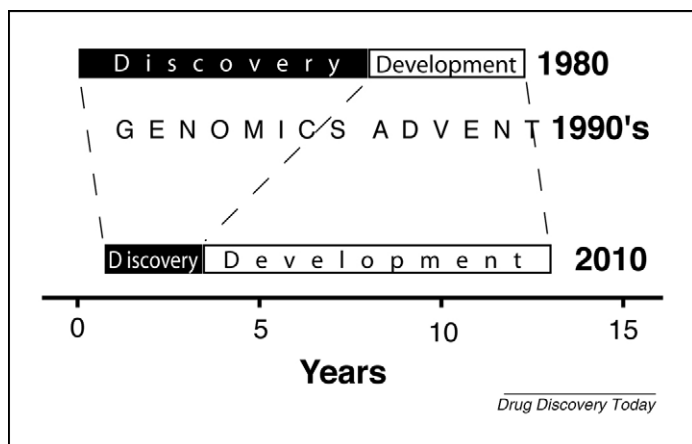 Discovery Development 1980
GENOMICS ADVENT 1990's
Discovery Development 2010
0 5 10 15
Years
Drug Discovery Today